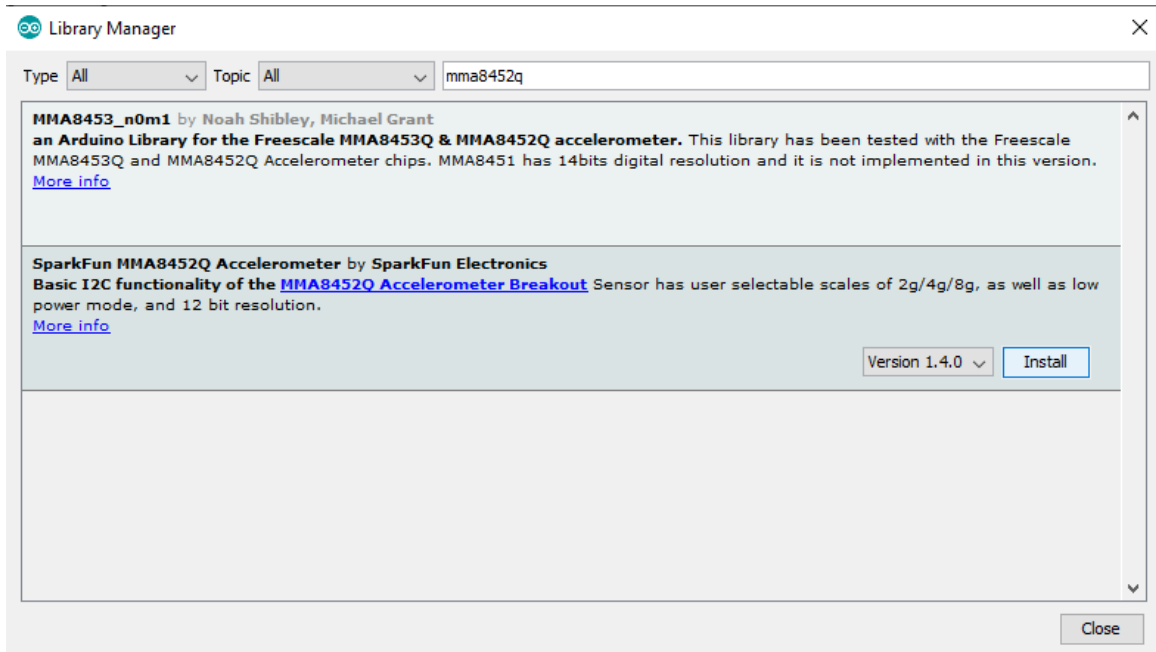 Library Manager
Type All Topic All mma8452q
MMA8453_n0m1 by Noah Shibley, Michael Grant
an Arduino Library for the Freescale MMA8453Q & MMA8452Q accelerometer. This library has been tested with the Freescale
MMA8453Q and MMA8452Q Accelerometer chips. MMA8451 has 14bits digital resolution and it is not implemented in this version.
More info
SparkFun MMA8452Q Accelerometer by SparkFun Electronics
Basic I2C functionality of the MMA8452Q Accelerometer Breakout Sensor has user selectable scales of 2g/4g/8g, as well as low
power mode, and 12 bit resolution.
More info
Version 1.4.0 Install
Close